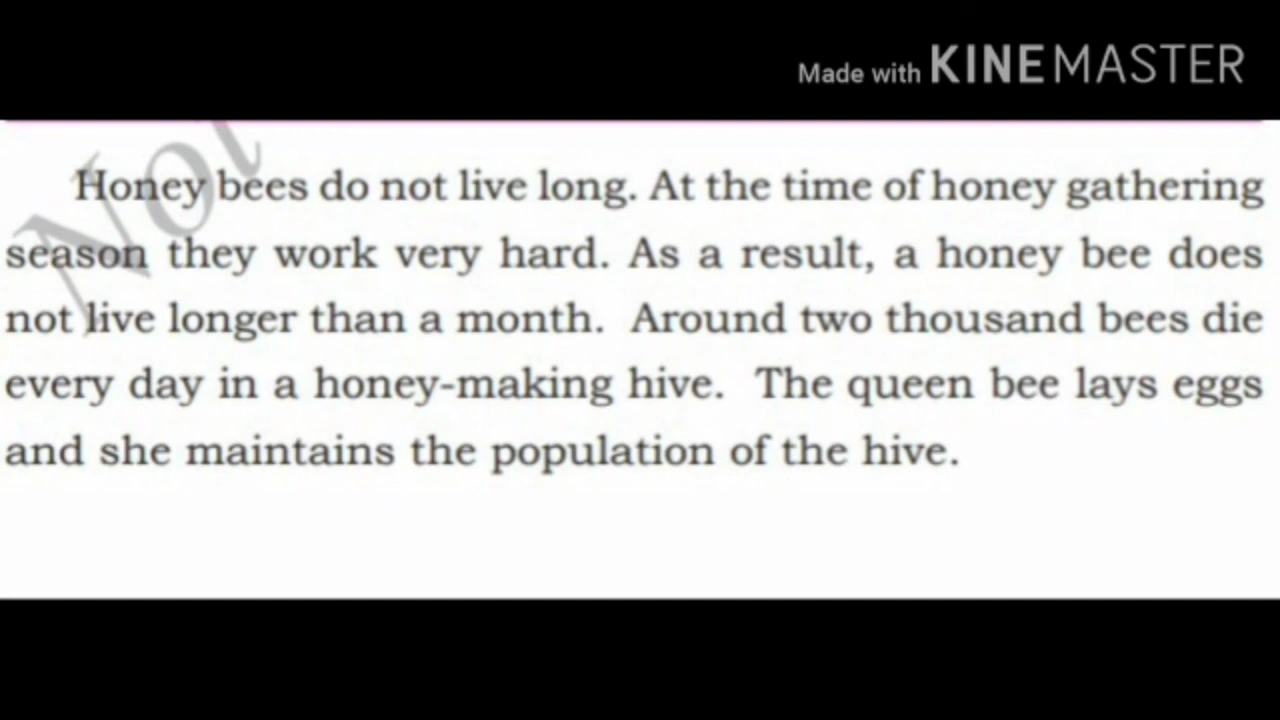 Made with KINEMASTER
Not
Honey bees do not live long. At the time of honey gathering
season they work very hard. As a result, a honey bee does
not live longer than a month. Around two thousand bees die
every day in a honey-making hive. The queen bee lays eggs
and she maintains the population of the hive.